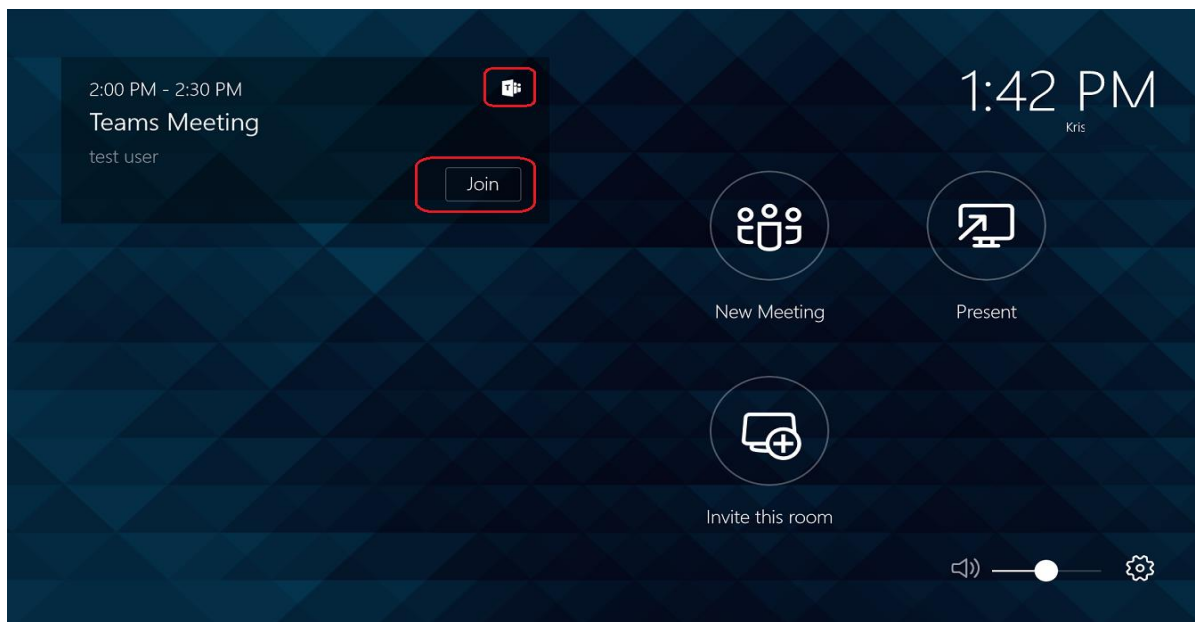 2:00 PM - 2:30 PM
Teams Meeting
test user
Join
1:42 PM
Kris
New Meeting
Present
Invite this room